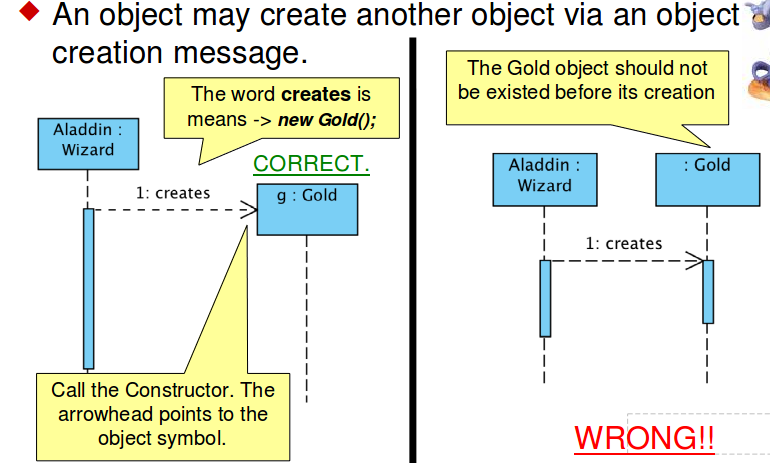 An object may create another object via an object
creation message.
The word creates is
means -> new Gold();
Aladdin :
Wizard
CORRECT.
1: creates
g : Gold
Call the Constructor. The
arrowhead points to the
object symbol.
The Gold object should not
be existed before its creation
Aladdin :
Wizard
: Gold
1: creates
WRONG!!